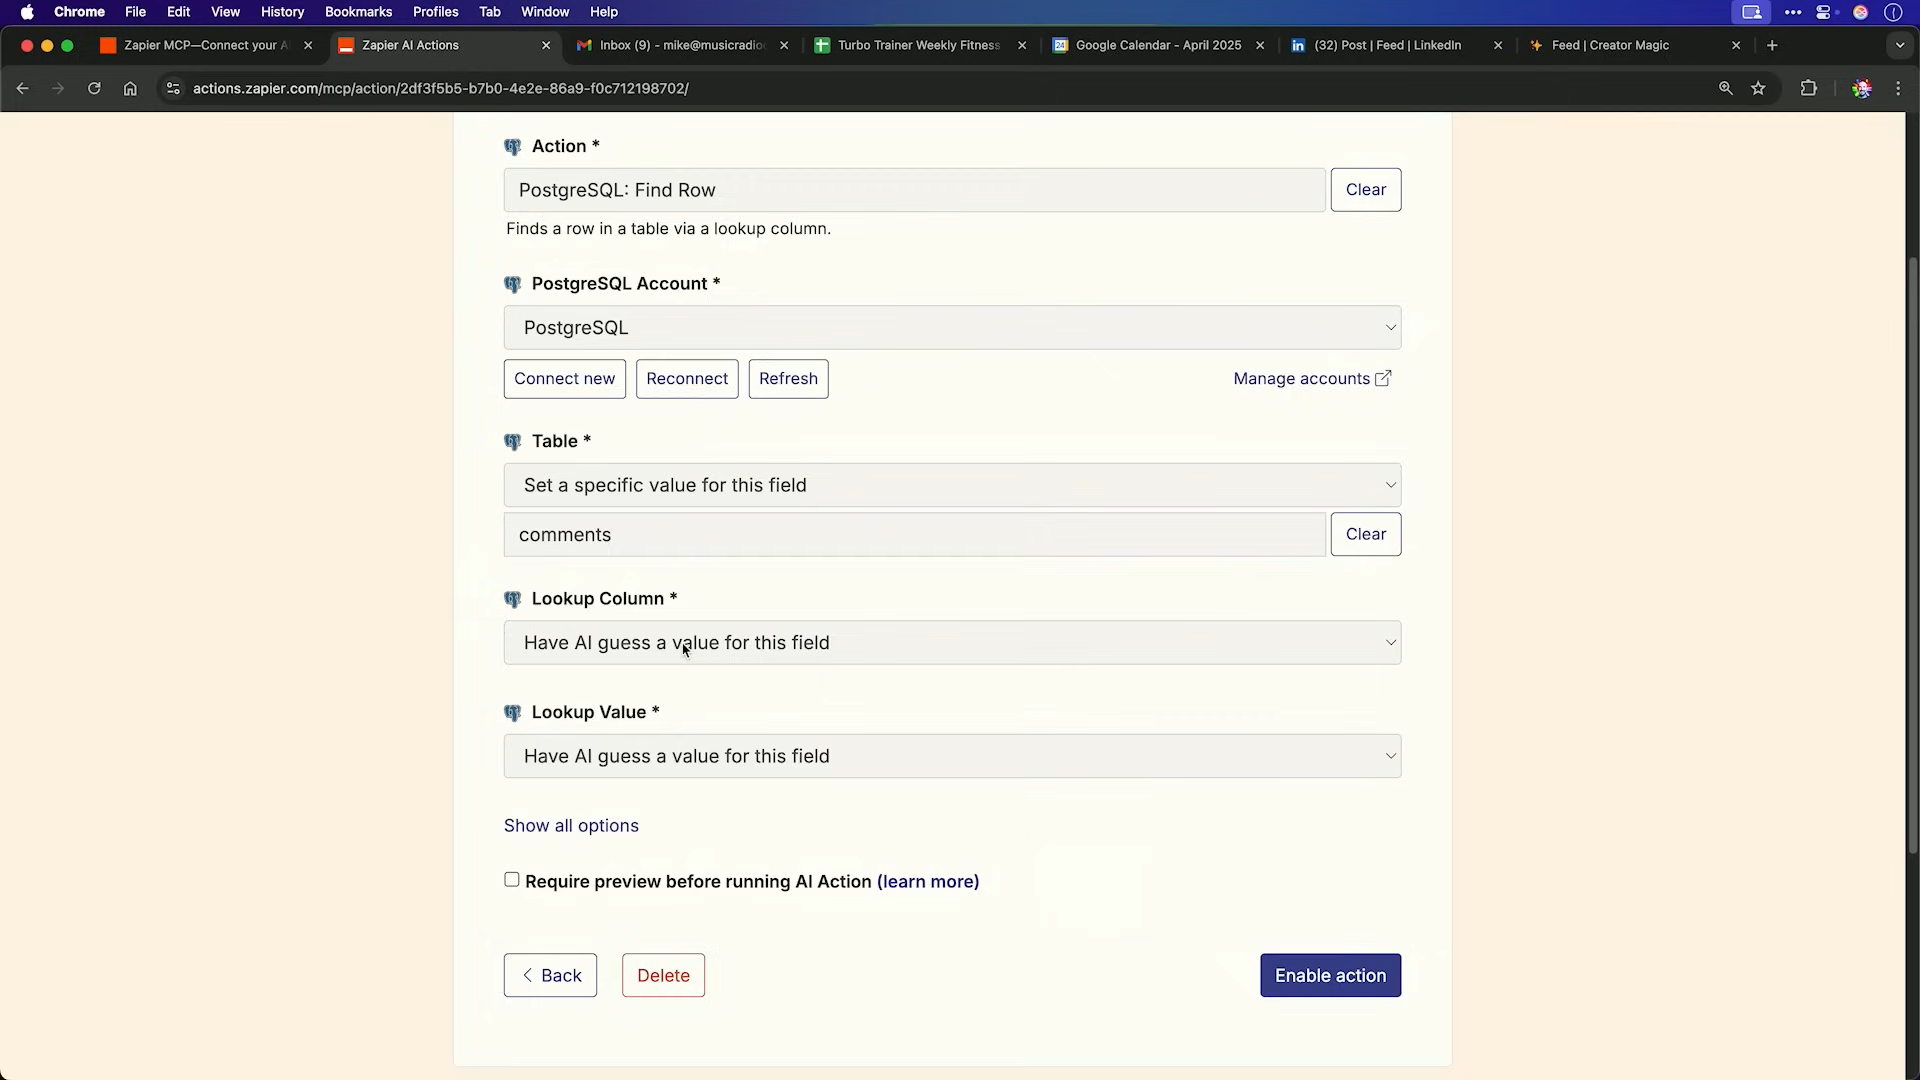 Chrome File Edit View History Bookmarks Profiles Tab Window Help
Zapier MCP—Connect your A
Zapier AI Actions
Inbox (9) - mike@musicradio
Turbo Trainer Weekly Fitness
Google Calendar - April 2025
(32) Post | Feed | LinkedIn
Feed | Creator Magic
actions.zapier.com/mcp/action/2df3f5b5-b7b0-4e2e-86a9-f0c712198702/
Action *
PostgreSQL: Find Row
Clear
Finds a row in a table via a lookup column.
PostgreSQL Account *
PostgreSQL
Connect new Reconnect Refresh Manage accounts
Table *
Set a specific value for this field
comments
Clear
Lookup Column *
Have AI guess a value for this field
Lookup Value *
Have AI guess a value for this field
Show all options
Require preview before running AI Action (learn more)
Back Delete Enable action